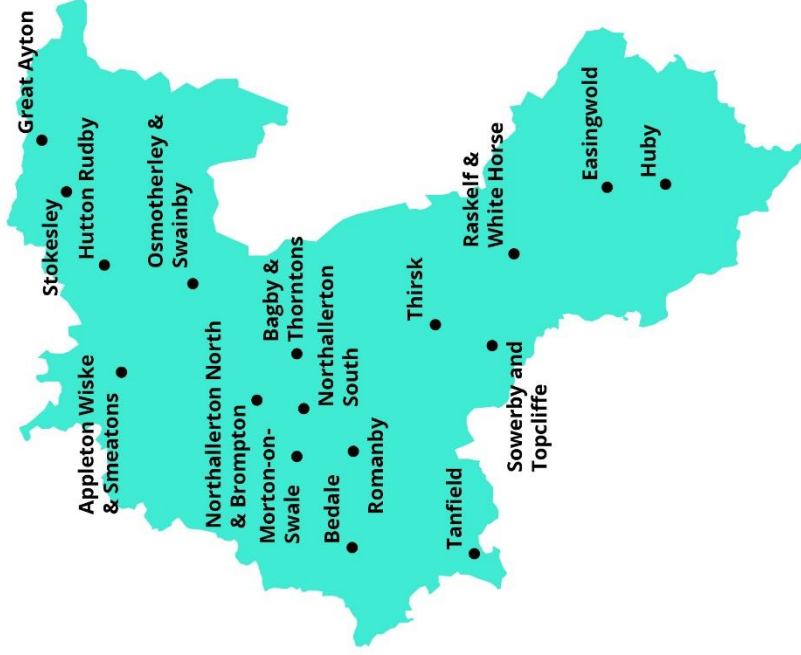 Great Ayton
Stokesley
Hutton Rudby
Osmotherley &
Swainby
Appleton Wiske
& Smeatons
Northallerton North
& Brompton
Bagby &
Thorntons
Morton-on-
Swale
Northallerton
South
Bedale
Romanby
Thirsk
Tanfield
Sowerby and
Topcliffe
Raskelf &
White Horse
Easingwold
Huby